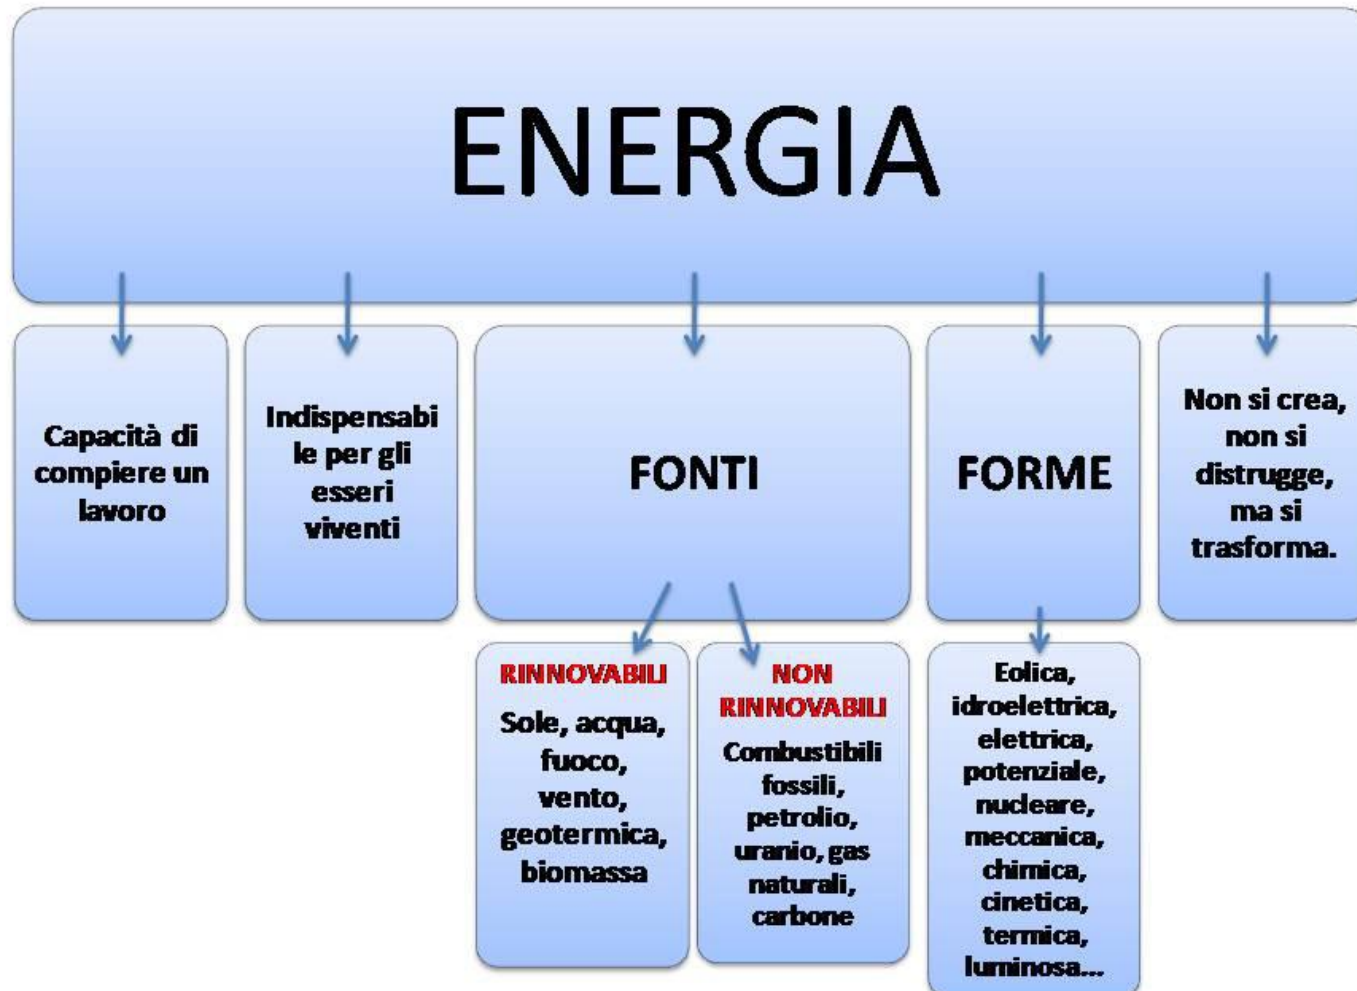 ENERGIA
Capacità di
compiere un
lavoro
Indispensabi
le per gli
esseri
viventi
FONTI
FORME
Non si crea,
non si
distrugge,
ma si
trasforma.
RINNOVABILI
Sole, acqua,
fuoco,
vento,
geotermica,
biomassa
NON
RINNOVABILI
Combustibili
fossili,
petrolio,
uranio, gas
naturali,
carbone
Eolica,
idroelettrica,
elettrica,
potenziale,
nucleare,
meccanica,
chimica,
cinetica,
termica,
luminosa...